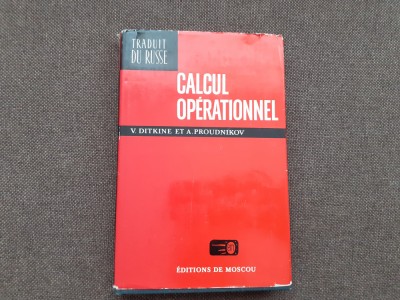 TRADUIT
DU RUSSE
CALCUL
OPÉRATIONNEL
V. DITKINE ET A. PROUDNIKOV
ÉDITIONS DE MOSCOU